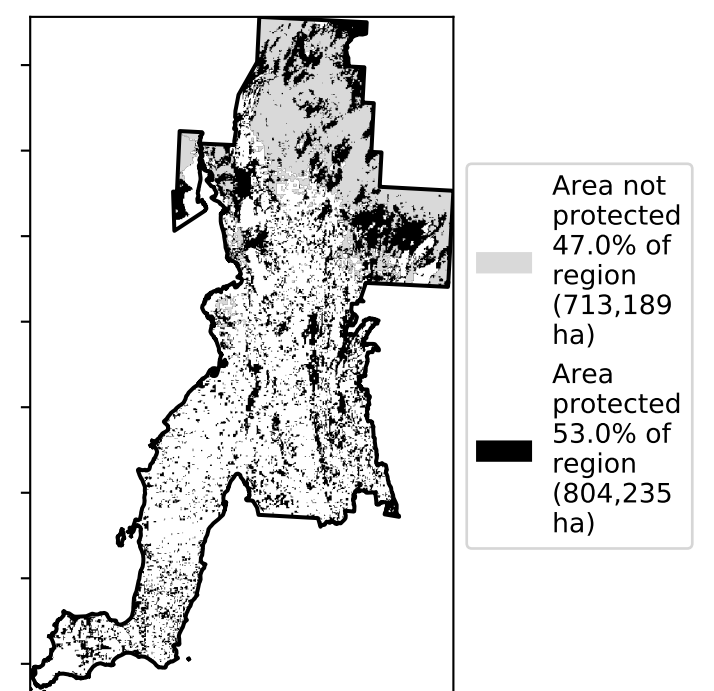 Area not
protected
47.0% of
region
(713,189
ha)
Area
protected
53.0% of
region
(804,235
ha)